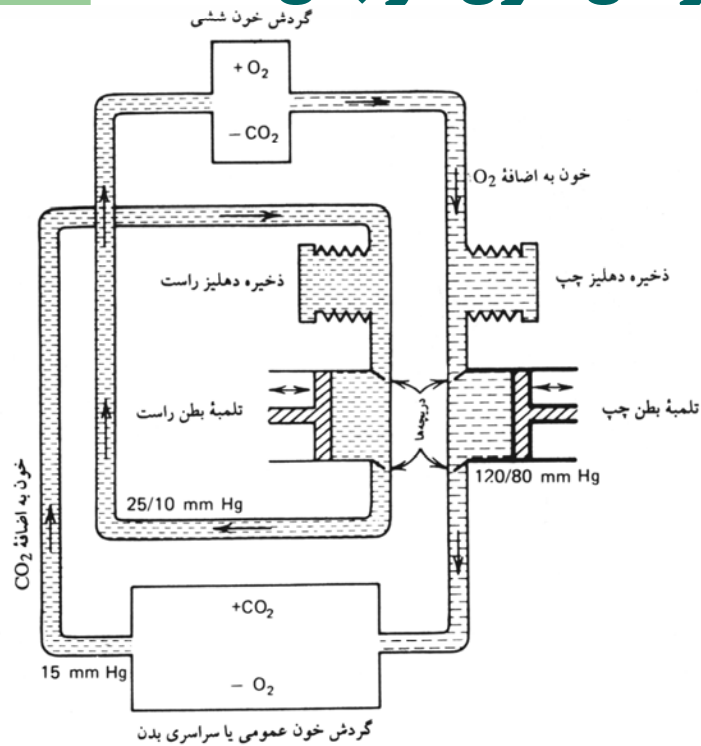 گردش خون ششی
+ O₂
– CO₂
خون به اضافهٔ O₂
ذخیره دهلیز راست
ذخیره دهلیز چپ
تلمبهٔ بطن راست
دریچه‌ها
تلمبهٔ بطن چپ
25/10 mm Hg
120/80 mm Hg
خون به اضافهٔ CO₂
+CO₂
– O₂
15 mm Hg
گردش خون عمومی یا سراسری بدن